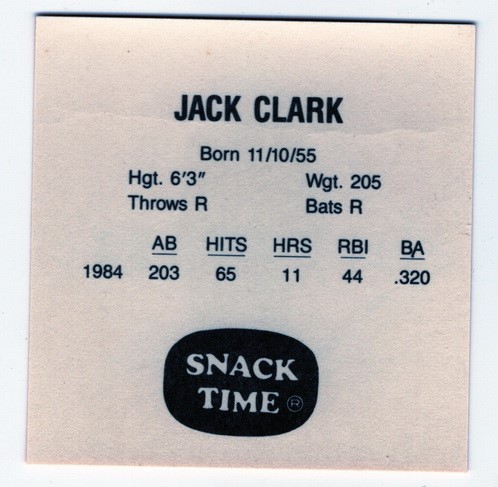 JACK CLARK
Born 11/10/55
Hgt. 6'3" Wgt. 205
Throws R Bats R
AB HITS HRS RBI BA
1984 203 65 11 44 .320
SNACK
TIME ®